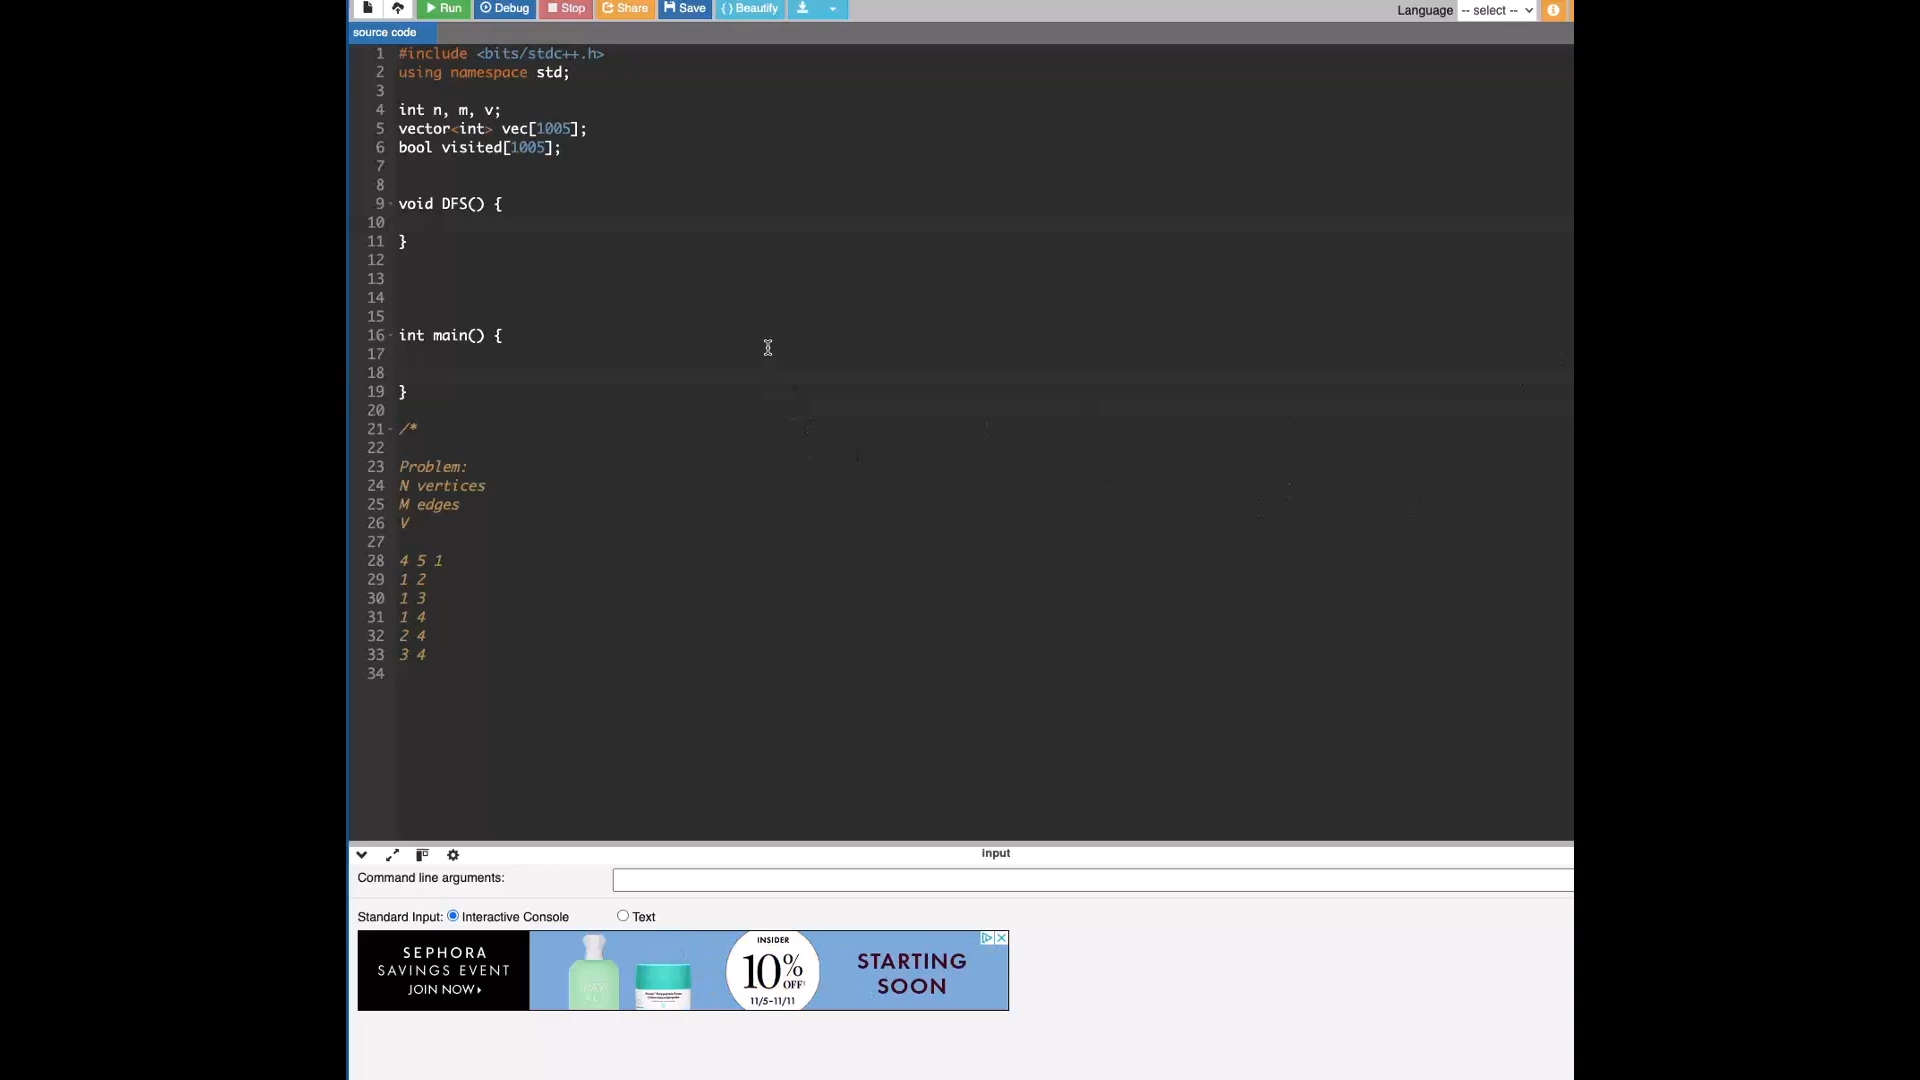 Run Debug Stop Share Save { } Beautify Language -- select --
source code
1 #include <bits/stdc++.h>
2 using namespace std;
3
4 int n, m, v;
5 vector<int> vec[1005];
6 bool visited[1005];
7
8
9 void DFS() {
10
11 }
12
13
14
15
16 int main() {
17
18
19 }
20
21 /*
22
23 Problem:
24 N vertices
25 M edges
26 V
27
28 4 5 1
29 1 2
30 1 3
31 1 4
32 2 4
33 3 4
34
input
Command line arguments:
Standard Input: Interactive Console Text
SEPHORA
SAVINGS EVENT
JOIN NOW
INSIDER
10% OFF
11/5-11/11
STARTING
SOON